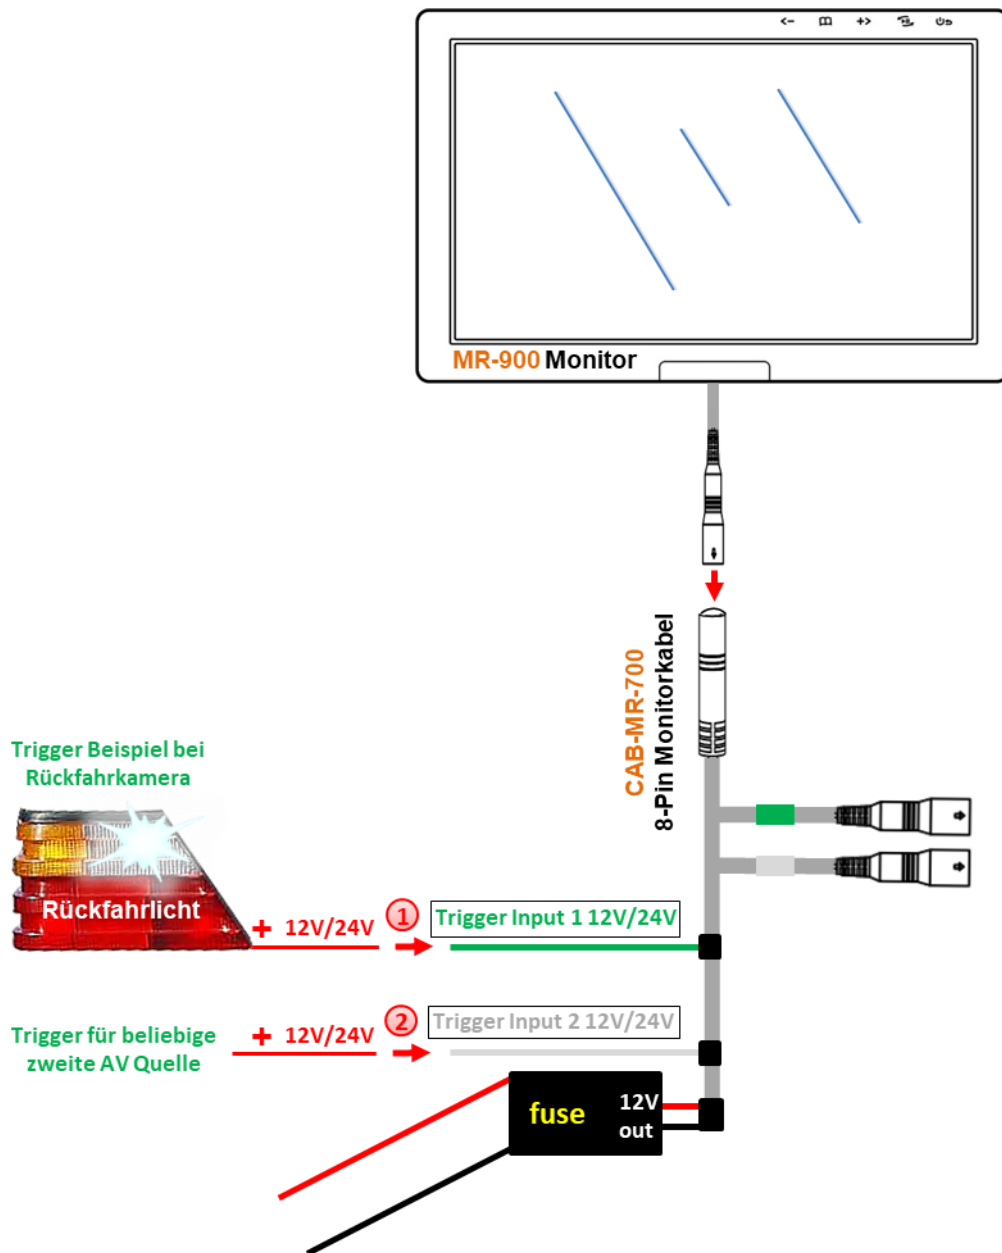 MR-900 Monitor
CAB-MR-700
8-Pin Monitorkabel
Trigger Beispiel bei
Rückfahrkamera
Rückfahrlicht
+ 12V/24V
1
Trigger Input 1 12V/24V
Trigger für beliebige
zweite AV Quelle
+ 12V/24V
2
Trigger Input 2 12V/24V
fuse
12V
out